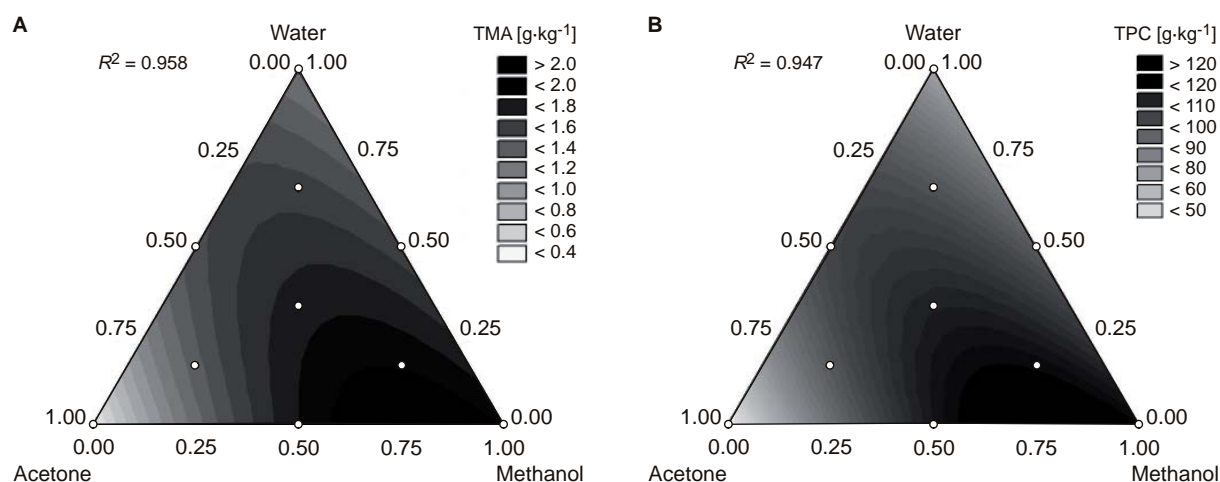 A
Water
TMA [g·kg-1]
R2 = 0.958
0.00 1.00
> 2.0
< 2.0
< 1.8
< 1.6
< 1.4
< 1.2
< 1.0
< 0.8
< 0.6
< 0.4
0.25 0.75
0.50 0.50
0.75 0.25
1.00 0.00
0.00 0.25 0.50 0.75 1.00
Acetone Methanol
B
Water
TPC [g·kg-1]
R2 = 0.947
0.00 1.00
> 120
< 120
< 110
< 100
< 90
< 80
< 60
< 50
0.25 0.75
0.50 0.50
0.75 0.25
1.00 0.00
0.00 0.25 0.50 0.75 1.00
Acetone Methanol